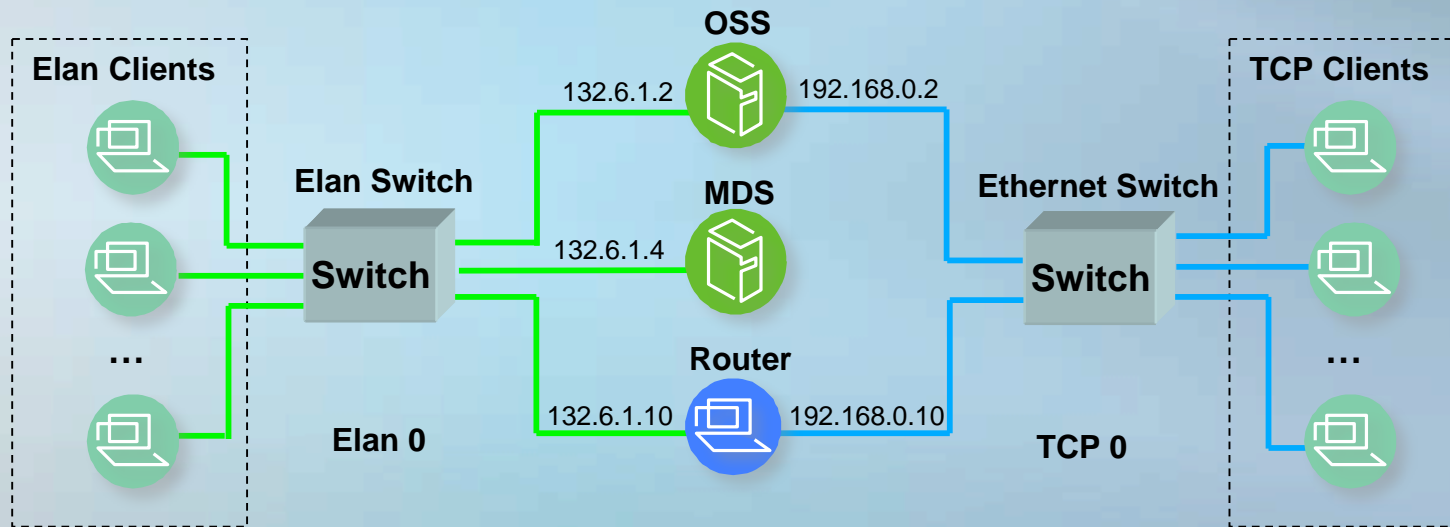 OSS
Elan Clients
TCP Clients
132.6.1.2
192.168.0.2
Elan Switch
MDS
Ethernet Switch
132.6.1.4
Switch
Switch
...
Router
...
132.6.1.10
192.168.0.10
Elan 0
TCP 0